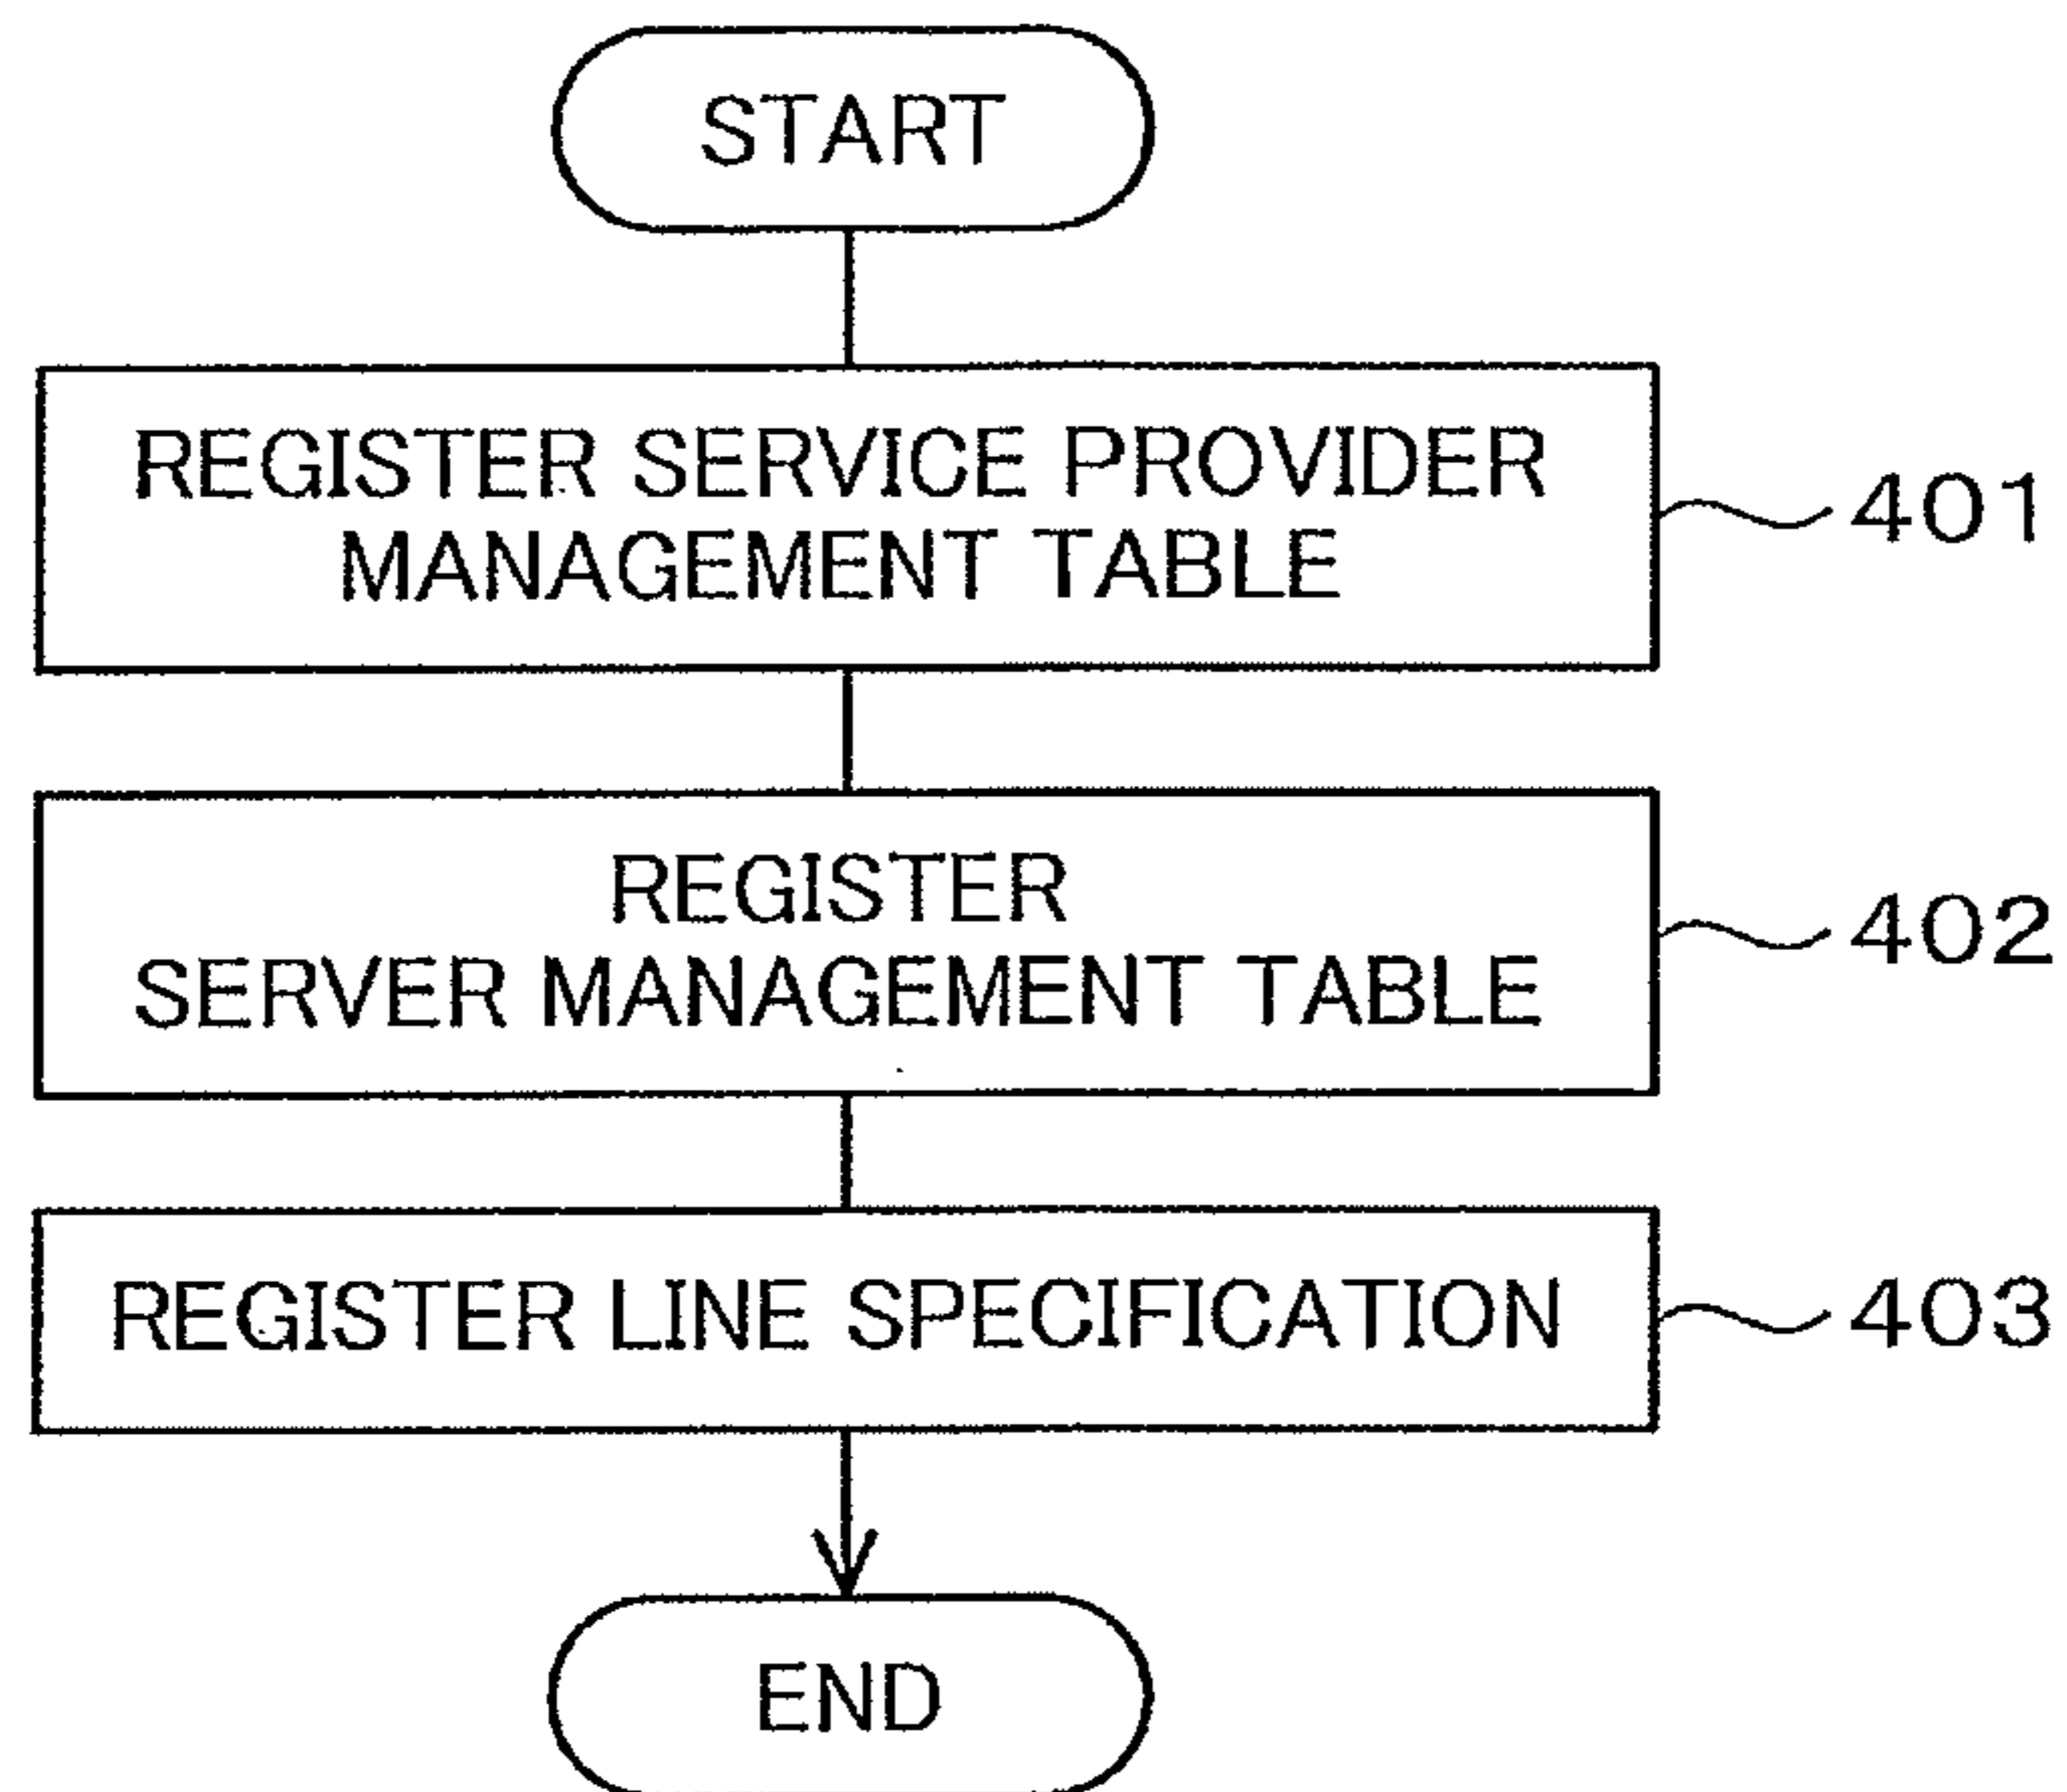 START
REGISTER SERVICE PROVIDER
MANAGEMENT TABLE
401
REGISTER
SERVER MANAGEMENT TABLE
402
REGISTER LINE SPECIFICATION
403
END